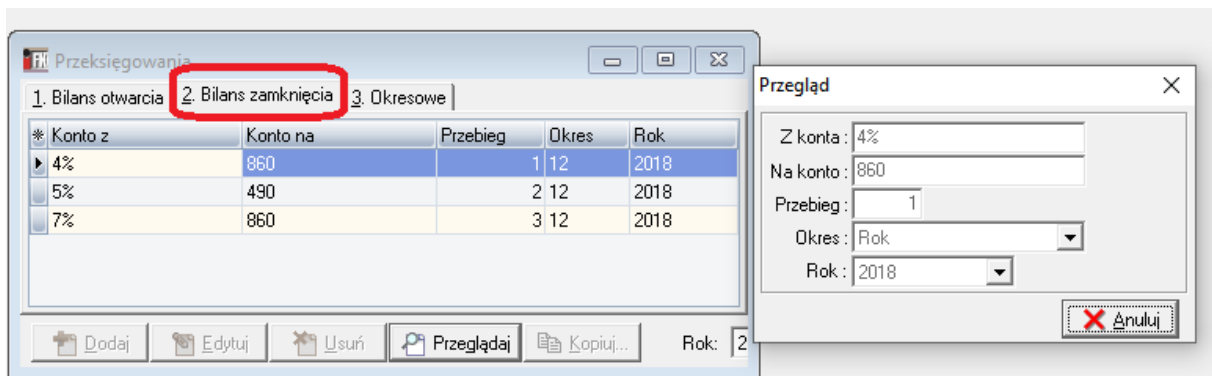 Przeksięgowania
1. Bilans otwarcia 2. Bilans zamknięcia 3. Okresowe
* Konto z Konto na Przebieg Okres Rok
4% 860 1 12 2018
5% 490 2 12 2018
7% 860 3 12 2018
Dodaj Edytuj Usuń Przeglądaj Kopiuj... Rok: 2
Przegląd
Z konta : 4%
Na konto : 860
Przebieg : 1
Okres : Rok
Rok : 2018
Anuluj